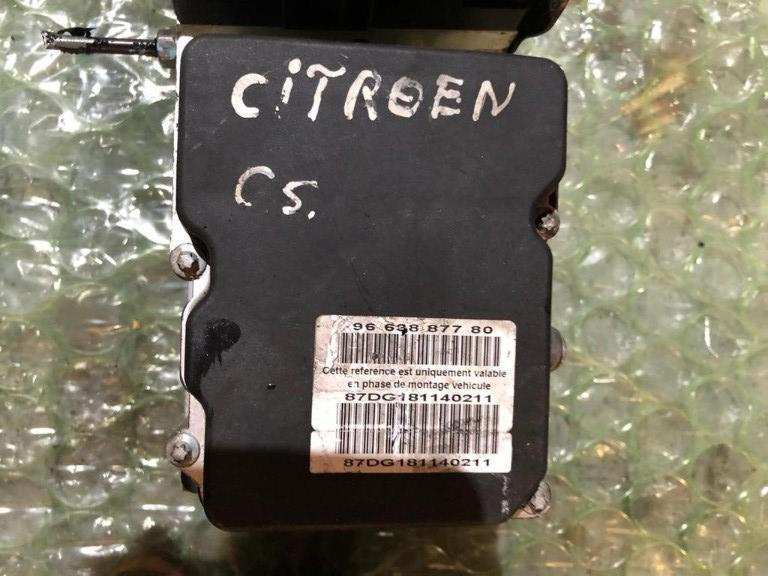 CITROEN
C5.
96 638 877 80
Cette reference est uniquement valable
en phase de montage vehicule
87DG181140211
87DG181140211